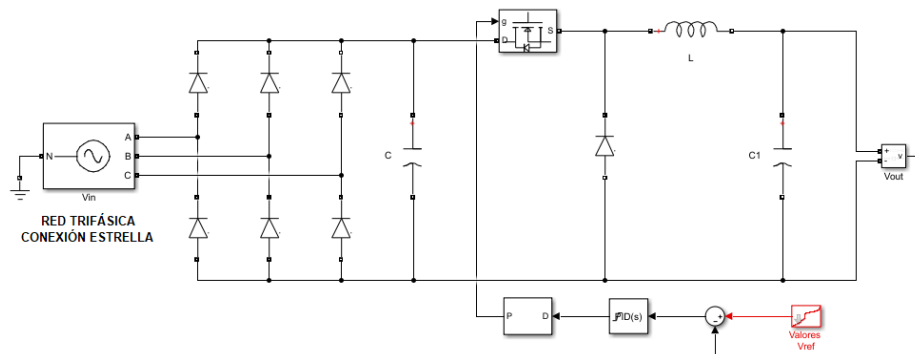 g
D
S
L
A
B
C
N
Vin
RED TRIFÁSICA
CONEXIÓN ESTRELLA
C
C1
+
-
v
Vout
P
D
PID(s)
+
-
Valores
Vref